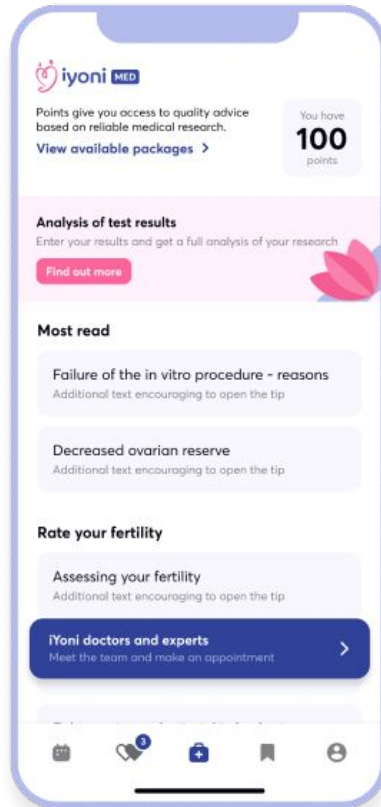 iyoni MED
Points give you access to quality advice
based on reliable medical research.
View available packages
You have
100
points
Analysis of test results
Enter your results and get a full analysis of your research
Find out more
Most read
Failure of the in vitro procedure - reasons
Additional text encouraging to open the tip
Decreased ovarian reserve
Additional text encouraging to open the tip
Rate your fertility
Assessing your fertility
Additional text encouraging to open the tip
iYoni doctors and experts
Meet the team and make an appointment
3